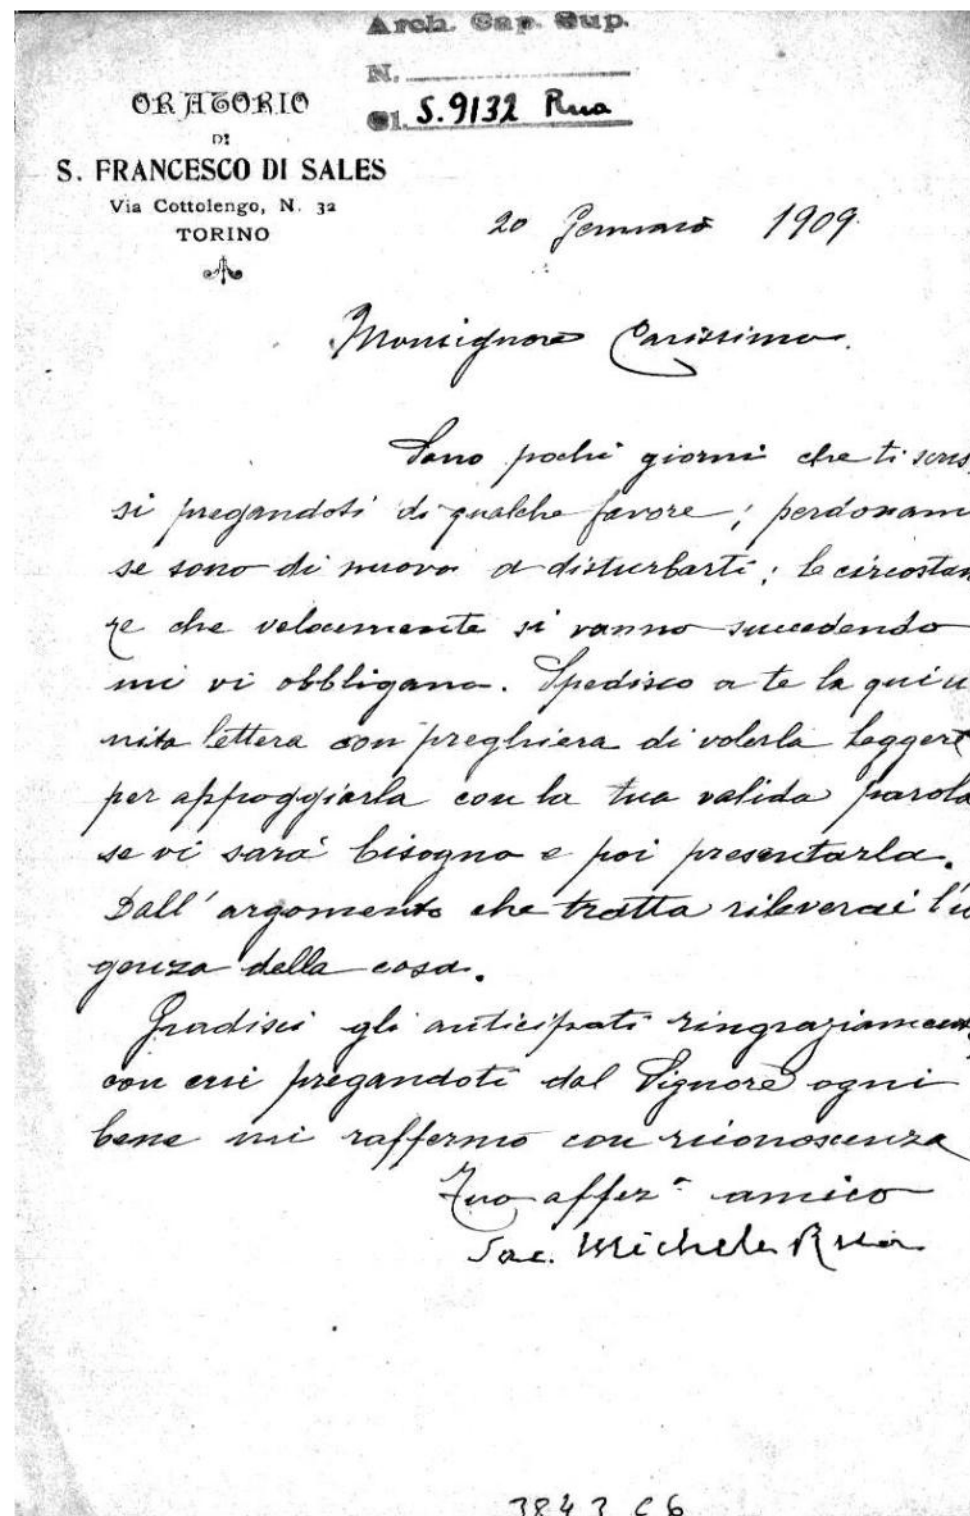 Arch. Cap. Sup.
N.
Cl. S.9132 Rua
ORATORIO
DI
S. FRANCESCO DI SALES
Via Cottolengo, N. 32
TORINO
20 Gennaio 1909.
Monsignore Carissimo.
Sono pochi giorni che ti scris
si pregandoti di qualche favore; perdonam
se sono di nuovo a disturbarti; le circostan
ze che velocemente si vanno succedendo
mi vi obbligano. Spedisco a te la qui u
nita lettera con preghiera di volerla leggere
per appoggiarla con la tua valida parola
se vi sarà bisogno e poi presentarla.
Dall'argomento che tratta rileverai l'u
genza della cosa.
Gradisci gli anticipati ringraziament
con cui pregandoti dal Signore ogni
bene mi raffermo con riconoscenza
Tuo affez.º amico
Sac. Michele Rua
3843 C6